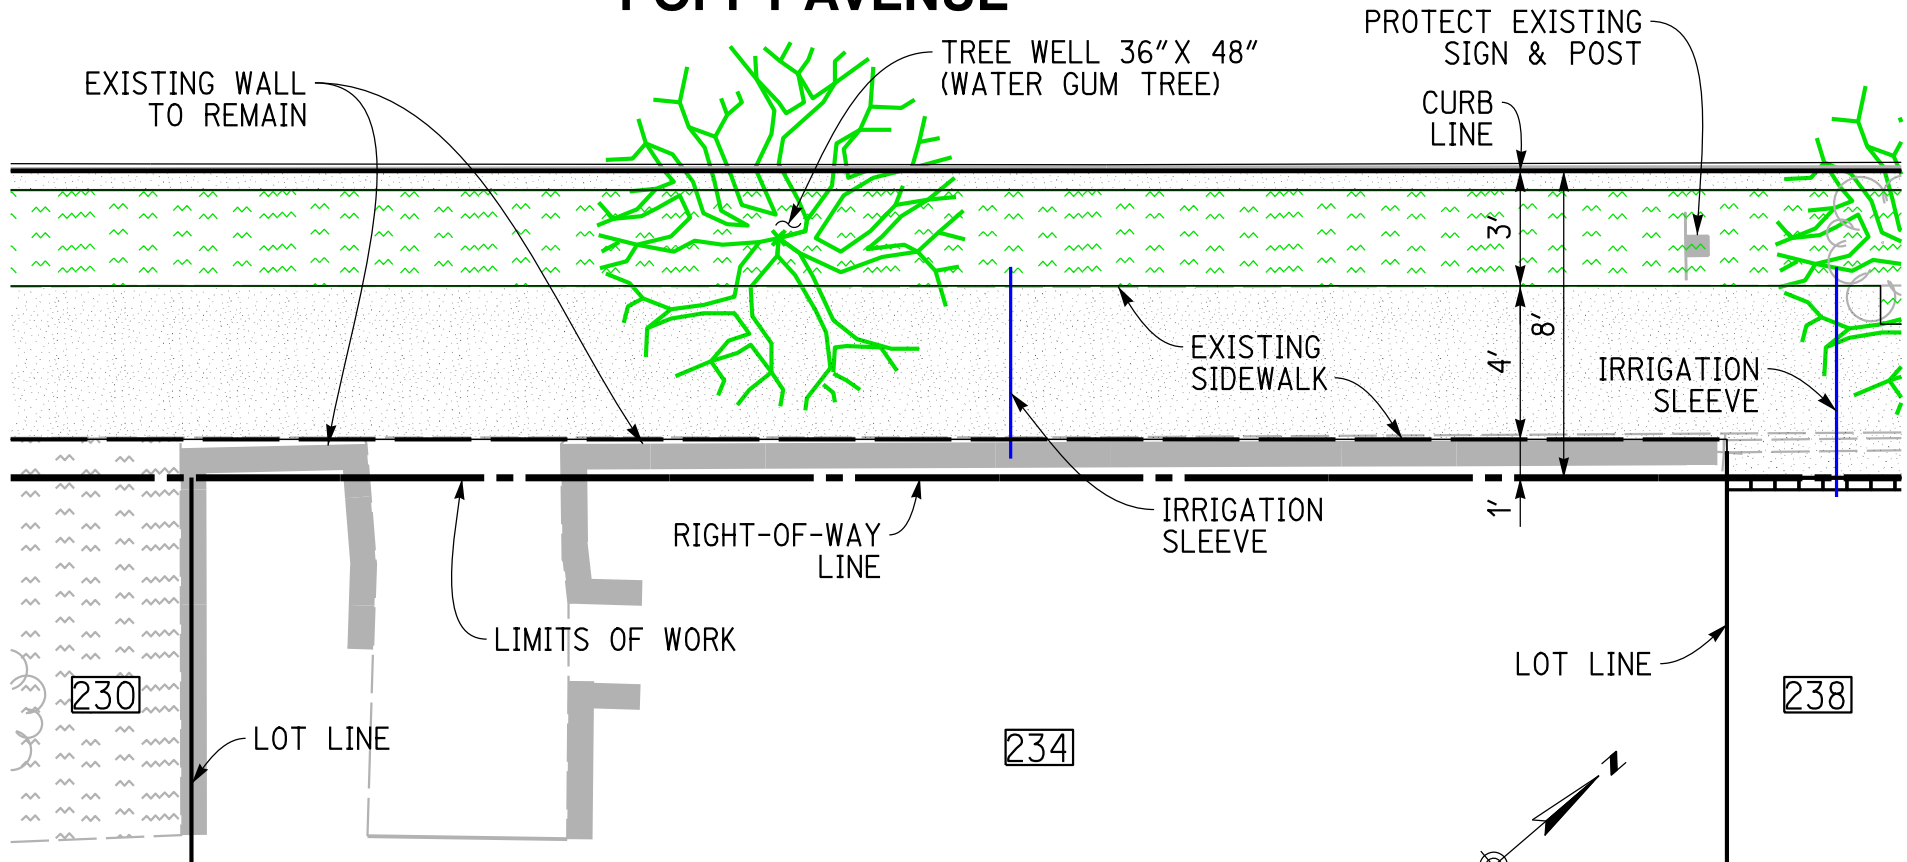 POPPY AVENUE
PROTECT EXISTING
SIGN & POST
TREE WELL 36"X 48"
(WATER GUM TREE)
EXISTING WALL
TO REMAIN
CURB
LINE
3'
8'
4'
1'
EXISTING
SIDEWALK
IRRIGATION
SLEEVE
IRRIGATION
SLEEVE
RIGHT-OF-WAY
LINE
LIMITS OF WORK
LOT LINE
230
238
LOT LINE
234
N